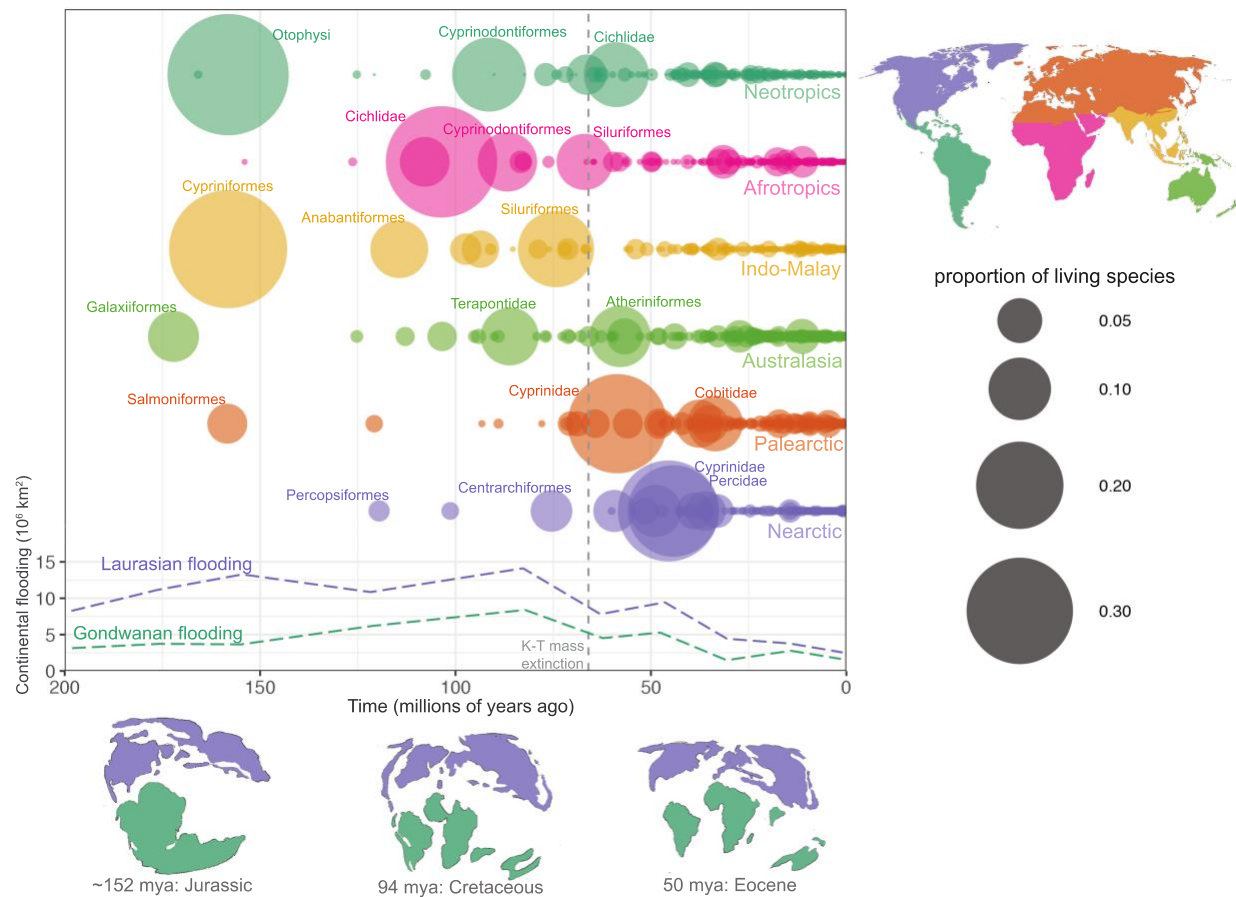 Otophysi
Cyprinodontiformes
Cichlidae
Neotropics
Cichlidae
Cyprinodontiformes
Siluriformes
Afrotropics
Cypriniformes
Anabantiformes
Siluriformes
Indo-Malay
Galaxiiformes
Terapontidae
Atheriniformes
Australasia
Salmoniformes
Cyprinidae
Cobitidae
Palearctic
Percopsiformes
Centrarchiformes
Cyprinidae
Percidae
Nearctic
Continental flooding (10⁶ km²)
15
10
5
0
Laurasian flooding
Gondwanan flooding
K-T mass
extinction
200
150
100
50
0
Time (millions of years ago)
~152 mya: Jurassic
94 mya: Cretaceous
50 mya: Eocene
proportion of living species
0.05
0.10
0.20
0.30